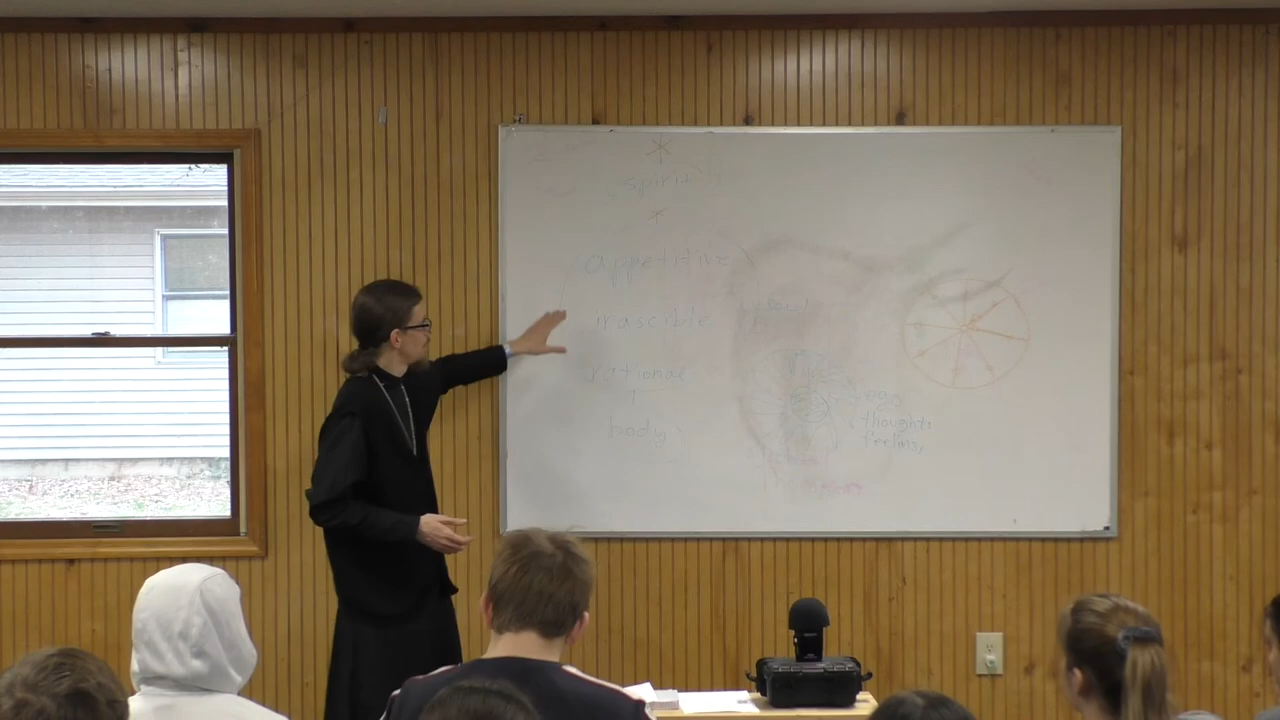 spirit
appetitive
irascible
soul
rational
body
thoughts
feelings